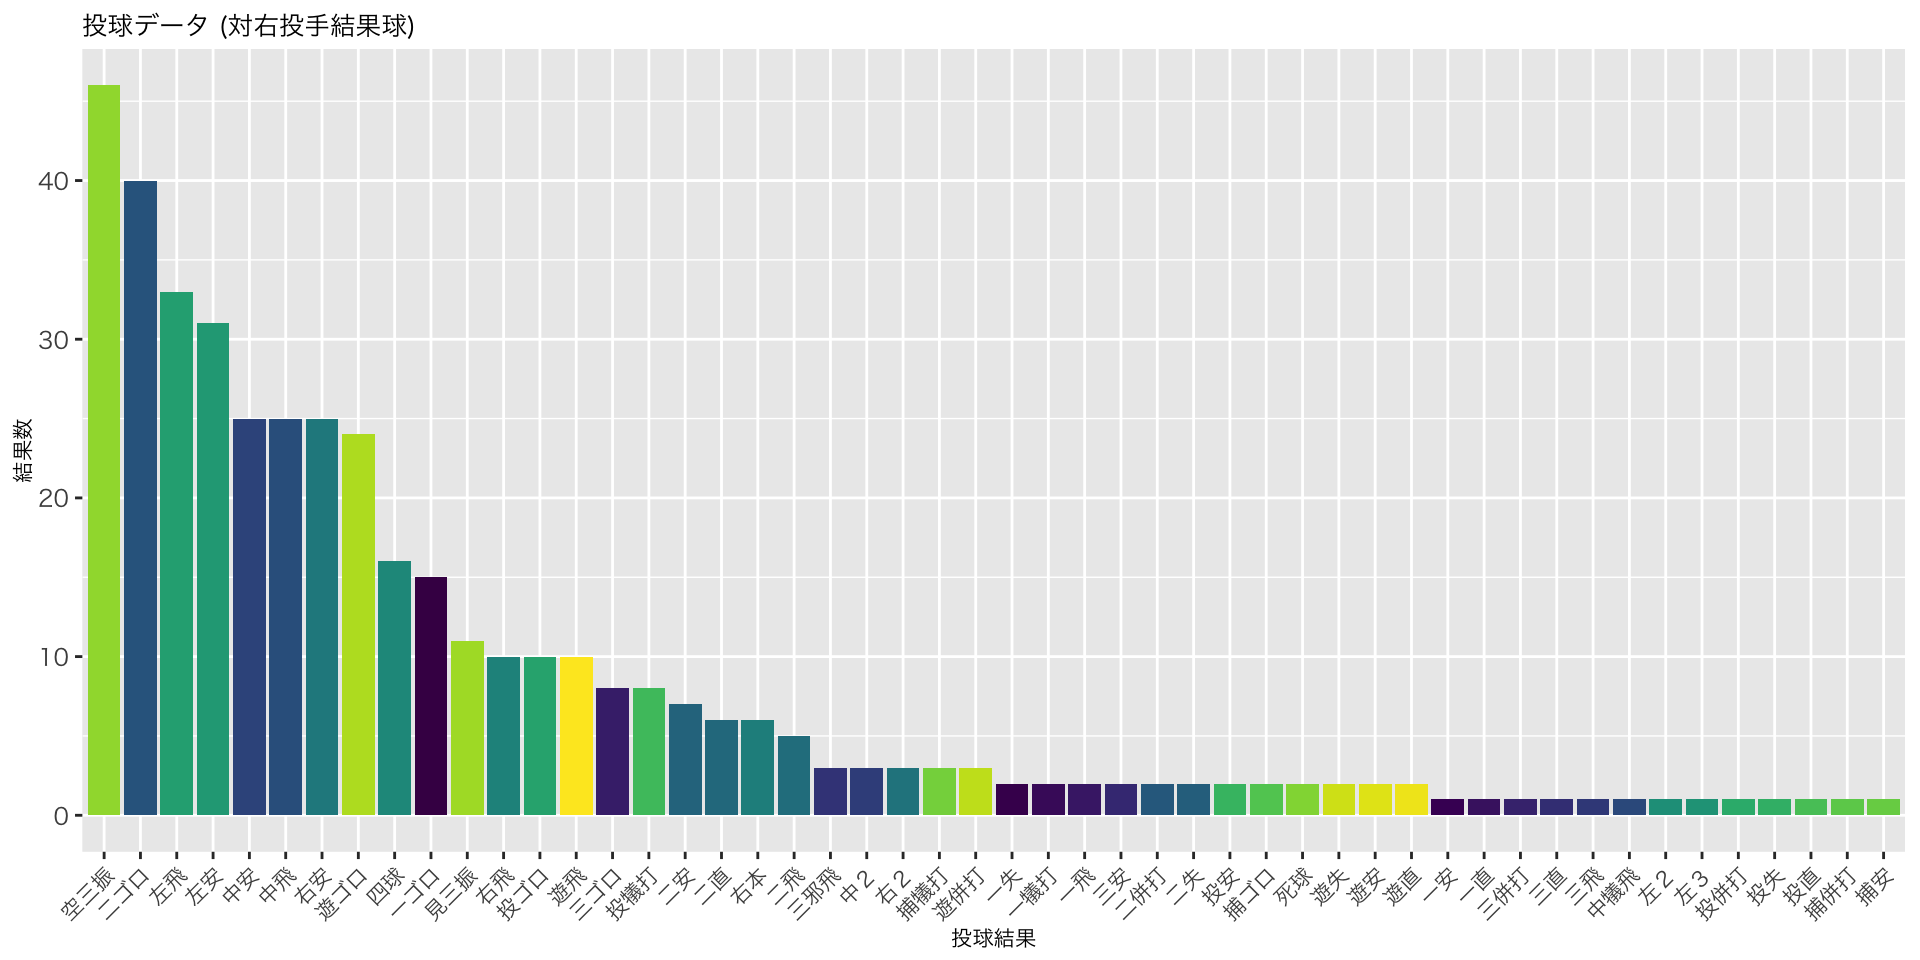 投球データ (対右投手結果球)
結果数
40
30
20
10
0
空三振
二ゴロ
左飛
左安
中安
中飛
右安
遊ゴロ
四球
一ゴロ
見三振
右飛
投ゴロ
遊飛
三ゴロ
投犠打
二安
二直
右本
二飛
三邪飛
中２
右２
捕犠打
遊併打
一失
一犠打
一飛
三安
二併打
二失
投安
捕ゴロ
死球
遊失
遊安
遊直
一安
一直
三併打
三直
三飛
中犠飛
左２
左３
投併打
投失
投直
捕併打
捕安
投球結果